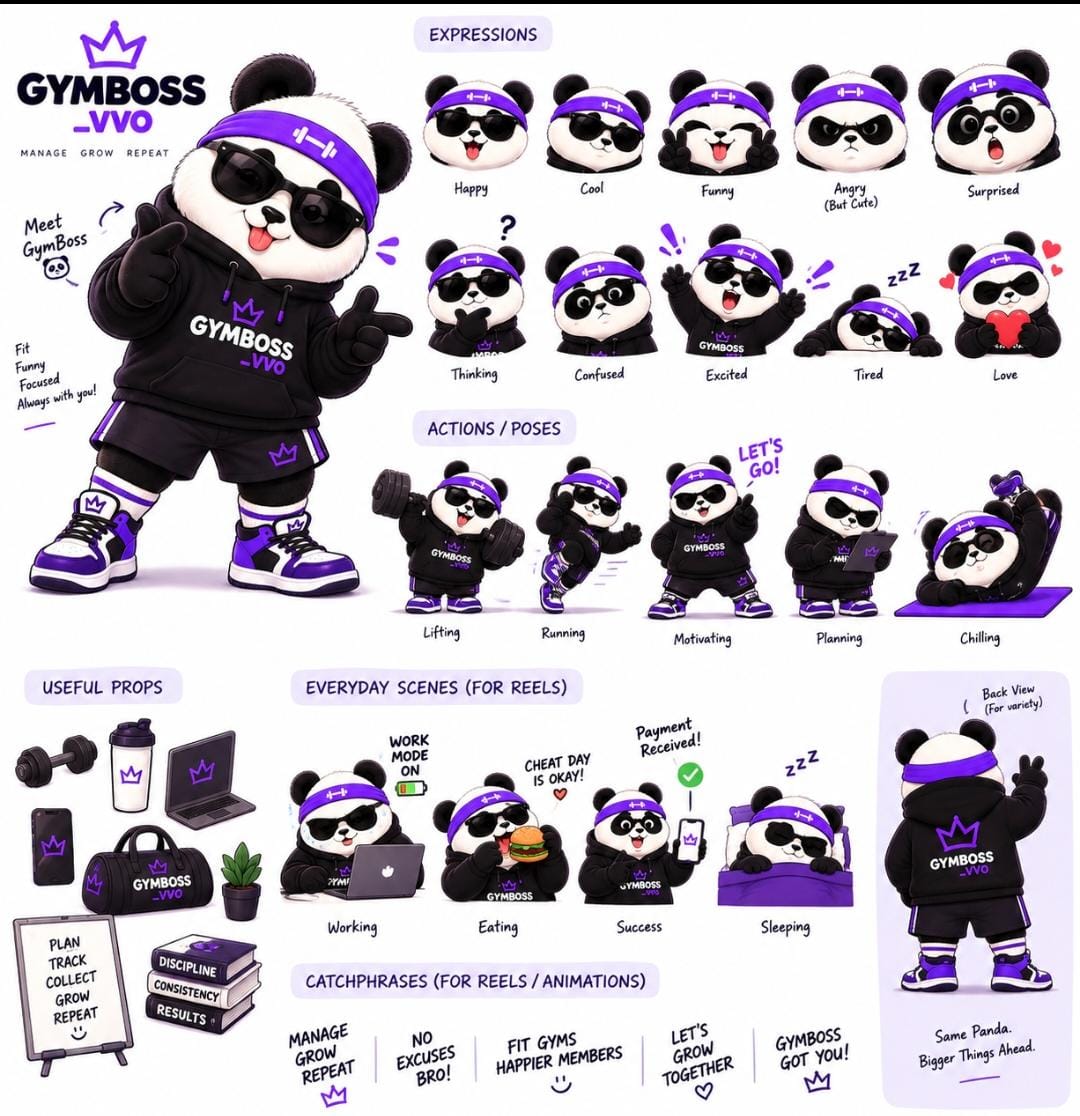 GYMBOSS
_VVO
MANAGE GROW REPEAT
Meet
GymBoss
Fit
Funny
Focused
Always with you!
GYMBOSS
_VVO
EXPRESSIONS
Happy
Cool
Funny
Angry
(But Cute)
Surprised
?
Thinking
Confused
GYMBOSS
Excited
zzZ
Tired
Love
ACTIONS / POSES
GYMBOSS
_VVO
Lifting
Running
LET'S
GO!
GYMBOSS
_VVO
Motivating
Planning
Chilling
USEFUL PROPS
GYMBOSS
_VVO
PLAN
TRACK
COLLECT
GROW
REPEAT
DISCIPLINE
CONSISTENCY
RESULTS
EVERYDAY SCENES (FOR REELS)
WORK
MODE
ON
Working
CHEAT DAY
IS OKAY!
GYMBOSS
Eating
Payment
Received!
GYMBOSS
Success
zzZ
Sleeping
Back View
(For variety)
GYMBOSS
_VVO
Same Panda.
Bigger Things Ahead.
CATCHPHRASES (FOR REELS / ANIMATIONS)
MANAGE
GROW
REPEAT
NO
EXCUSES
BRO!
FIT GYMS
HAPPIER MEMBERS
LET'S
GROW
TOGETHER
GYMBOSS
GOT YOU!